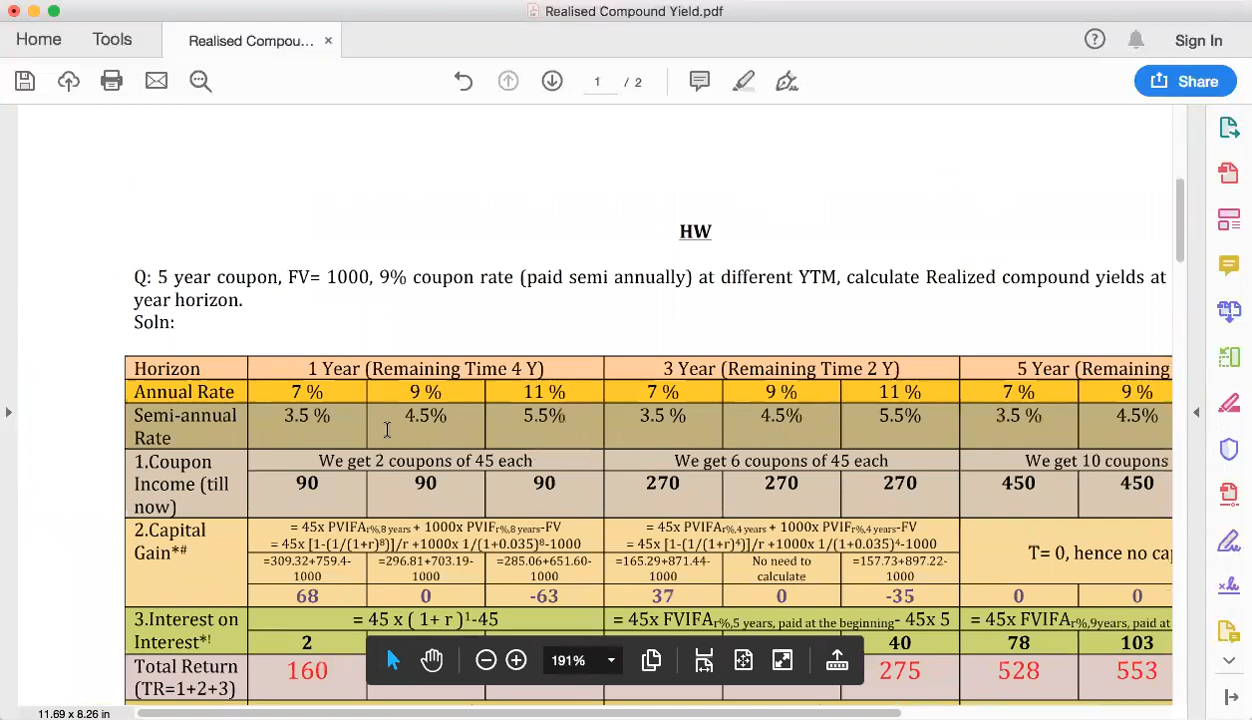 Realised Compound Yield.pdf
Home Tools Realised Compou... × Sign In
1 / 2 Share
HW
Q: 5 year coupon, FV= 1000, 9% coupon rate (paid semi annually) at different YTM, calculate Realized compound yields at
year horizon.
Soln:
Horizon 1 Year (Remaining Time 4 Y) 3 Year (Remaining Time 2 Y) 5 Year (Remaining
Annual Rate 7 % 9 % 11 % 7 % 9 % 11 % 7 % 9 %
Semi-annual 3.5 % 4.5% 5.5% 3.5 % 4.5% 5.5% 3.5 % 4.5%
Rate
1.Coupon We get 2 coupons of 45 each We get 6 coupons of 45 each We get 10 coupons
Income (till 90 90 90 270 270 270 450 450
now)
2.Capital = 45x PVIFAr%,8 years + 1000x PVIFr%,8 years-FV = 45x PVIFAr%,4 years + 1000x PVIFr%,4 years-FV
Gain*# = 45x [1-(1/(1+r)8)]/r +1000x 1/(1+0.035)8-1000 = 45x [1-(1/(1+r)4)]/r +1000x 1/(1+0.035)4-1000 T= 0, hence no cap
=309.32+759.4- =296.81+703.19- =285.06+651.60- =165.29+871.44- No need to =157.73+897.22-
1000 1000 1000 1000 calculate 1000
68 0 -63 37 0 -35 0 0
3.Interest on = 45 x ( 1+ r )1-45 = 45x FVIFAr%,5 years, paid at the beginning- 45x 5 = 45x FVIFAr%,9years, paid at
Interest*! 2 40 78 103
Total Return 160 275 528 553
(TR=1+2+3)
191%
11.69 x 8.26 in